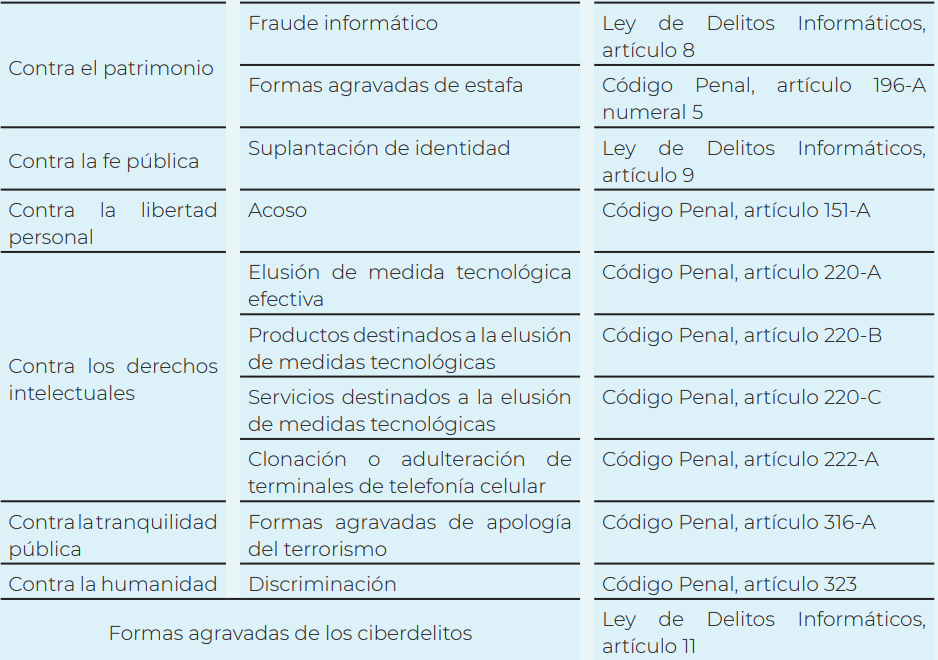 Contra el patrimonio
Fraude informático
Ley de Delitos Informáticos,
artículo 8
Formas agravadas de estafa
Código Penal, artículo 196-A
numeral 5
Contra la fe pública
Suplantación de identidad
Ley de Delitos Informáticos,
artículo 9
Contra la libertad
personal
Acoso
Código Penal, artículo 151-A
Contra los derechos
intelectuales
Elusión de medida tecnológica
efectiva
Código Penal, artículo 220-A
Productos destinados a la elusión
de medidas tecnológicas
Código Penal, artículo 220-B
Servicios destinados a la elusión
de medidas tecnológicas
Código Penal, artículo 220-C
Clonación o adulteración de
terminales de telefonía celular
Código Penal, artículo 222-A
Contra la tranquilidad
pública
Formas agravadas de apología
del terrorismo
Código Penal, artículo 316-A
Contra la humanidad
Discriminación
Código Penal, artículo 323
Formas agravadas de los ciberdelitos
Ley de Delitos Informáticos,
artículo 11